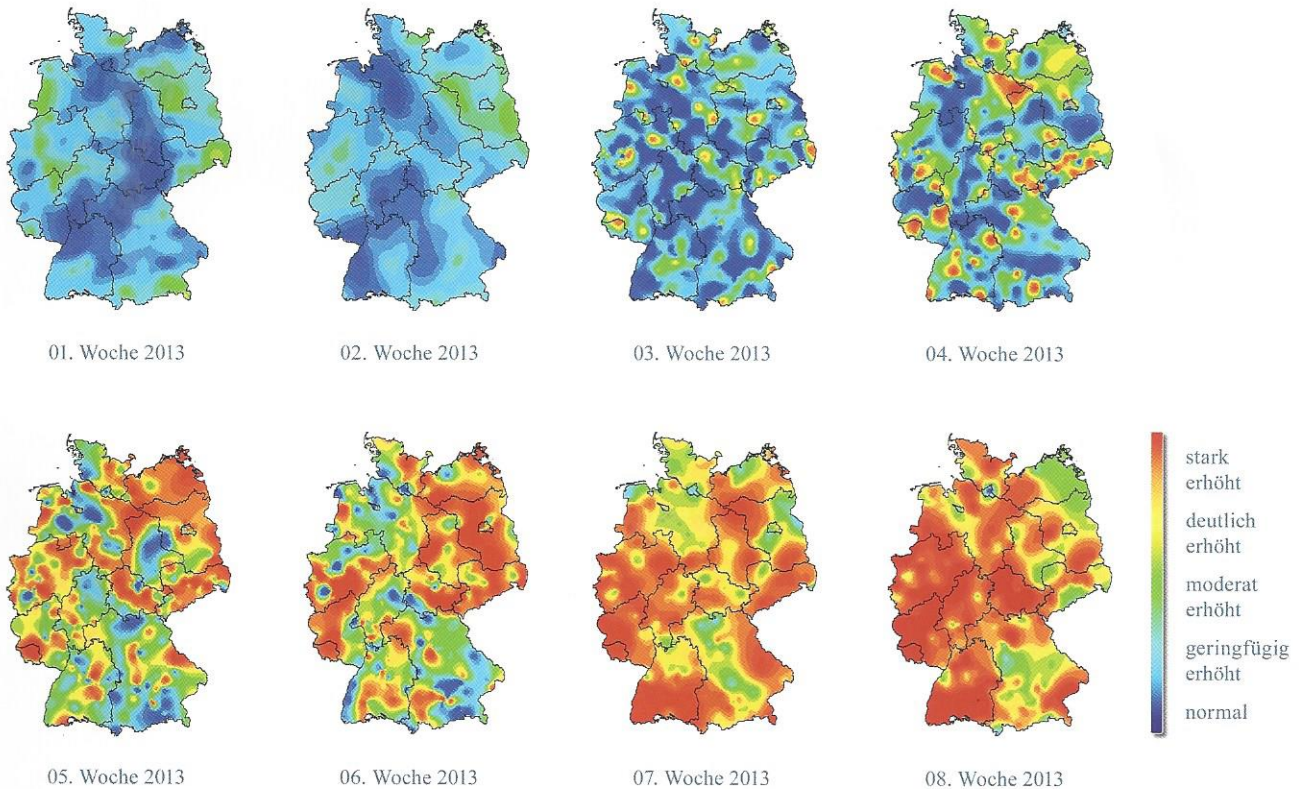 01. Woche 2013
02. Woche 2013
03. Woche 2013
04. Woche 2013
05. Woche 2013
06. Woche 2013
07. Woche 2013
08. Woche 2013
stark
erhöht
deutlich
erhöht
moderat
erhöht
geringfügig
erhöht
normal